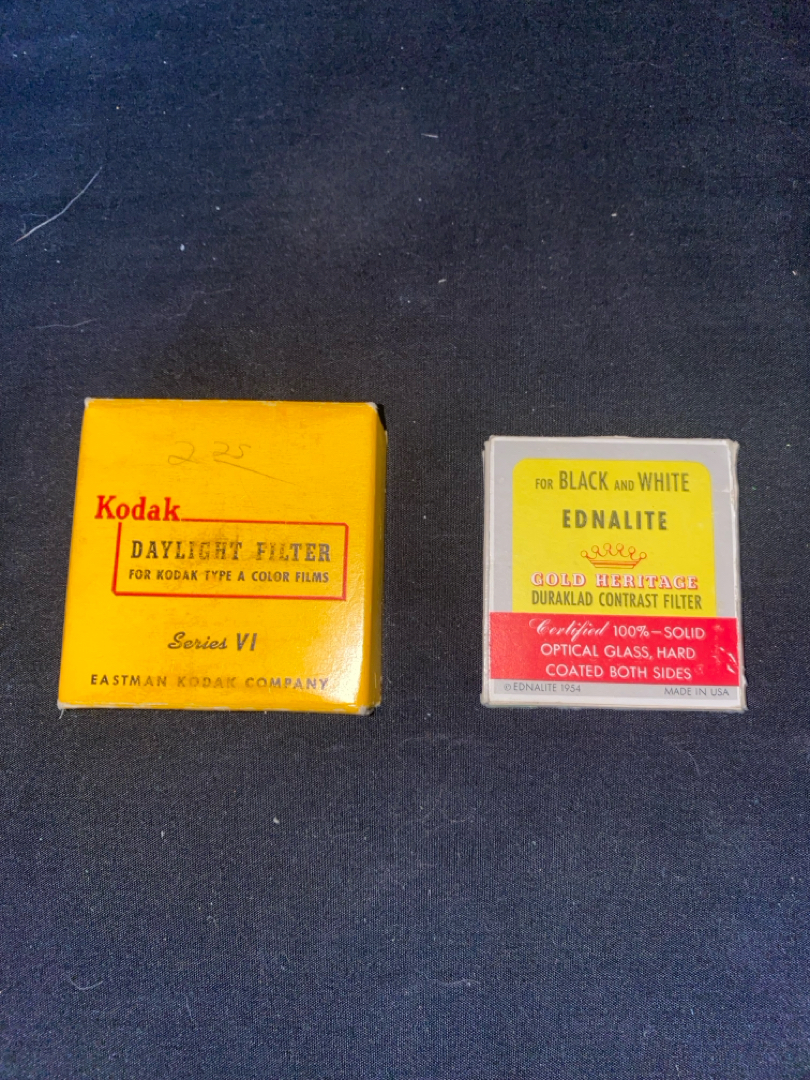 2.25
Kodak
DAYLIGHT FILTER
FOR KODAK TYPE A COLOR FILMS
Series VI
EASTMAN KODAK COMPANY
FOR BLACK AND WHITE
EDNALITE
GOLD HERITAGE
DURAKLAD CONTRAST FILTER
Certified 100%—SOLID
OPTICAL GLASS, HARD
COATED BOTH SIDES
© EDNALITE 1954 MADE IN USA